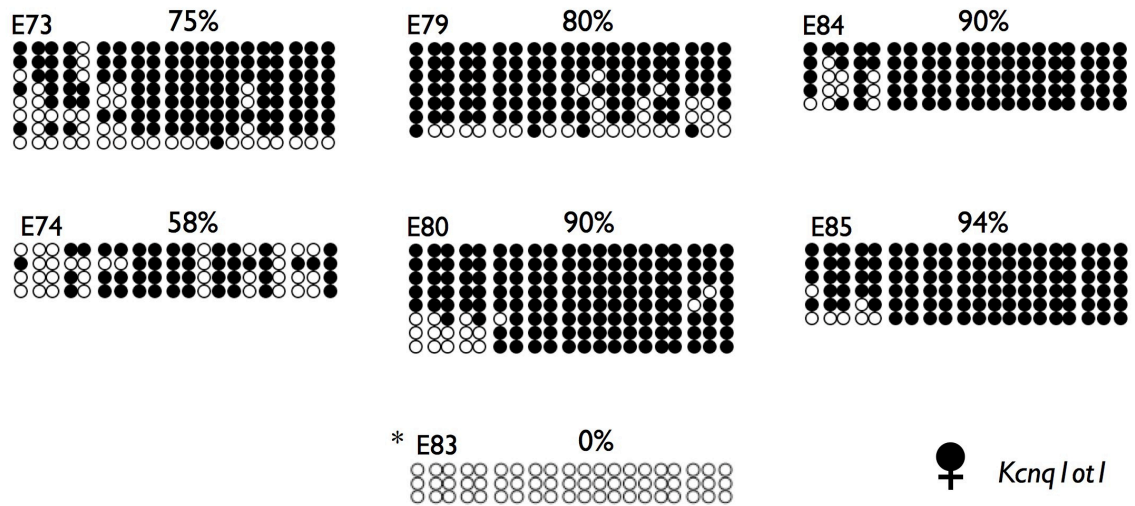 E73 75%
E79 80%
E84 90%
E74 58%
E80 90%
E85 94%
* E83 0%
♀ Kcnq1ot1